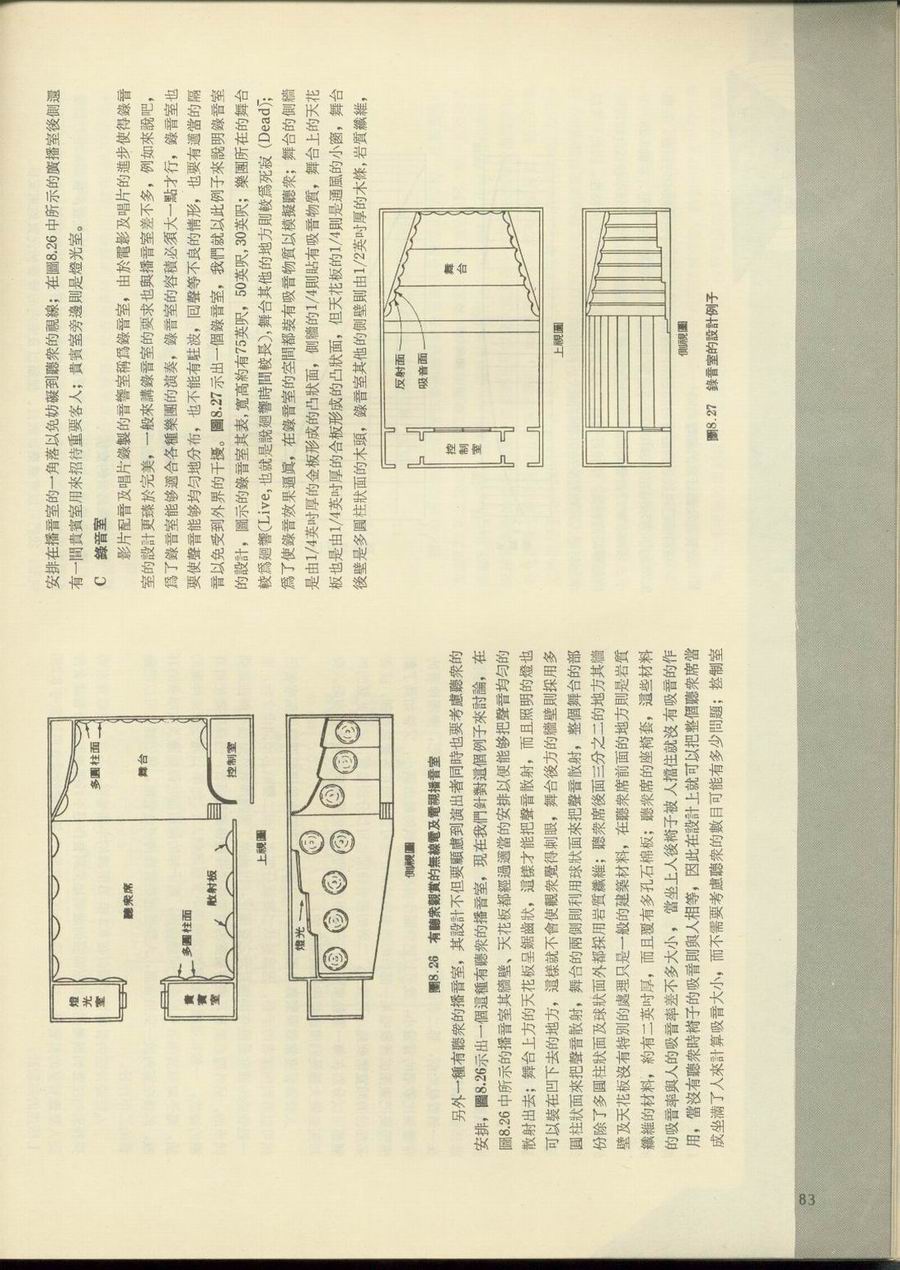 燈光室
貴賓室
聽衆席
多圓柱面
散射板
多圓柱面
舞台
控制室
上視圖
燈光
側視圖
圖8.26 有聽衆觀賞的無線電及電視播音室
另外一種有聽衆的播音室，其設計不但要顧慮到演出者同時也要考慮聽衆的
安排，圖8.26示出一個這種有聽衆的播音室，現在我們針對這個例子來討論，在
圖8.26 中所示的播音室其牆壁、天花板都經過適當的安排以便能够把聲音均勻的
散射出去；舞台上方的天花板呈鋸齒狀，這樣才能把聲音散射，而且照明的燈也
可以裝在凹下去的地方，這樣就不會使觀衆覺得刺眼，舞台後方的牆壁則採用多
圓柱狀面來把聲音散射，舞台的兩側則利用球狀面來把聲音散射，整個舞台的部
份除了多圓柱狀面及球狀面外都採用岩質纖維；聽衆席後面三分之二的地方其牆
壁及天花板沒有特別的處理只是一般的建築材料，在聽衆席前面的地方則是岩質
纖維的材料，約有二英吋厚，而且覆有多孔石棉板；聽衆席的座椅套，這些材料
的吸音率與人的吸音率差不多大小，當坐上人後椅子被人擋住就沒有吸音的作
用，當沒有聽衆時椅子的吸音則與人相等，因此在設計上就可以把整個聽衆席當
成坐滿了人來計算吸音大小，而不需要考慮聽衆的數目可能有多少問題；控制室
安排在播音室的一角落以免妨礙到聽衆的視線；在圖8.26 中所示的廣播室後側還
有一間貴賓室用來招待重要客人；貴賓室旁邊則是燈光室。
C 錄音室
影片配音及唱片錄製的音響室稱爲錄音室，由於電影及唱片的進步使得錄音
室的設計更臻於完美，一般來講錄音室的要求也與播音室差不多，例如來說吧，
爲了錄音室能够適合各種樂團的演奏，錄音室的容積必須大一點才行，錄音室也
要使聲音能够均勻地分布，也不能有駐波，回聲等不良的情形，也要有適當的隔
音以免受到外界的干擾。圖8.27示出一個錄音室，我們就以此例子來說明錄音室
的設計，圖示的錄音室其表，寬高約有75英呎，50英呎，30英呎；樂團所在的舞台
較爲廻響(Live，也就是說廻響時間較長)，舞台其他的地方則較爲死寂 (Dead)；
爲了使錄音效果逼眞，在錄音室的空間都裝有吸音物質以模擬聽衆；舞台的側牆
是由1/4英吋厚的金板形成的凸狀面，側牆的1/4則貼有吸音物質，舞台上的天花
板也是由1/4英吋厚的合板形成的凸狀面，但天花板的1/4則是通風的小窗，舞台
後壁是多圓柱狀面的木頭，錄音室其他的側壁則由1/2英吋厚的木條，岩質纖維，
控制室
反射面
吸音面
舞台
上視圖
側視圖
圖8.27 錄音室的設計例子
83